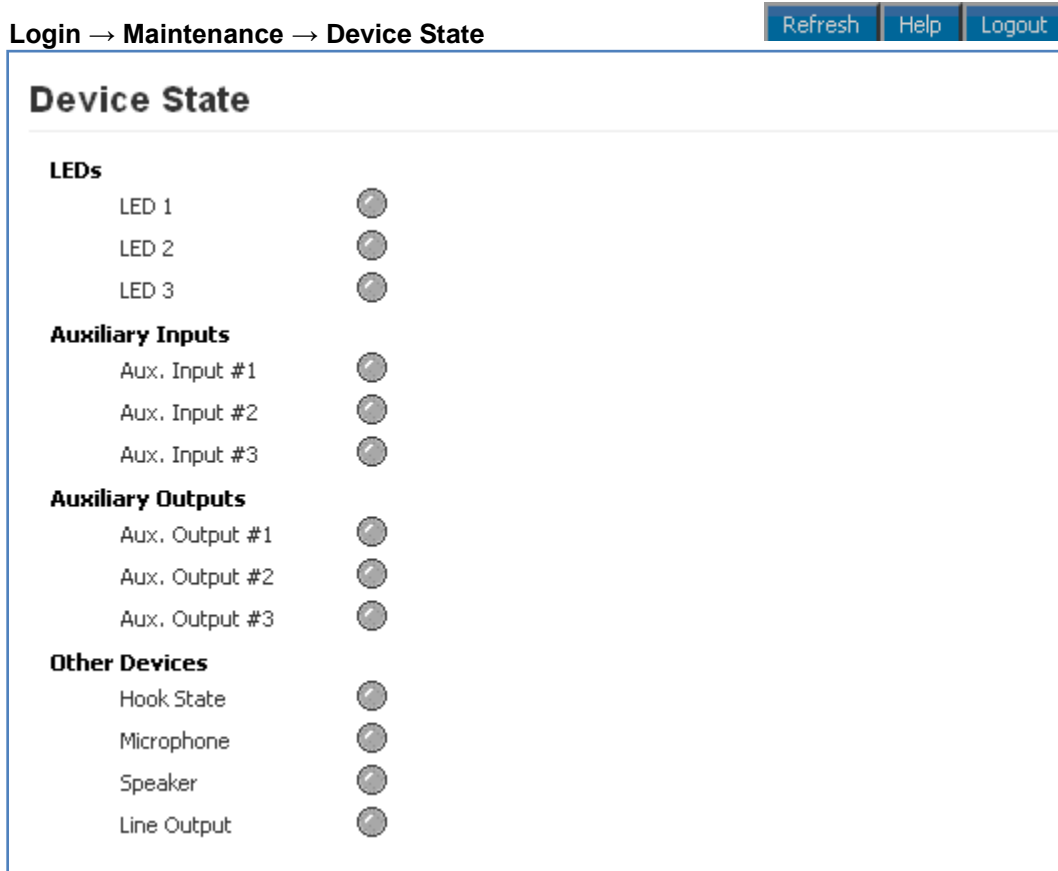 Login → Maintenance → Device State
Refresh Help Logout
Device State
LEDs
LED 1
LED 2
LED 3
Auxiliary Inputs
Aux. Input #1
Aux. Input #2
Aux. Input #3
Auxiliary Outputs
Aux. Output #1
Aux. Output #2
Aux. Output #3
Other Devices
Hook State
Microphone
Speaker
Line Output